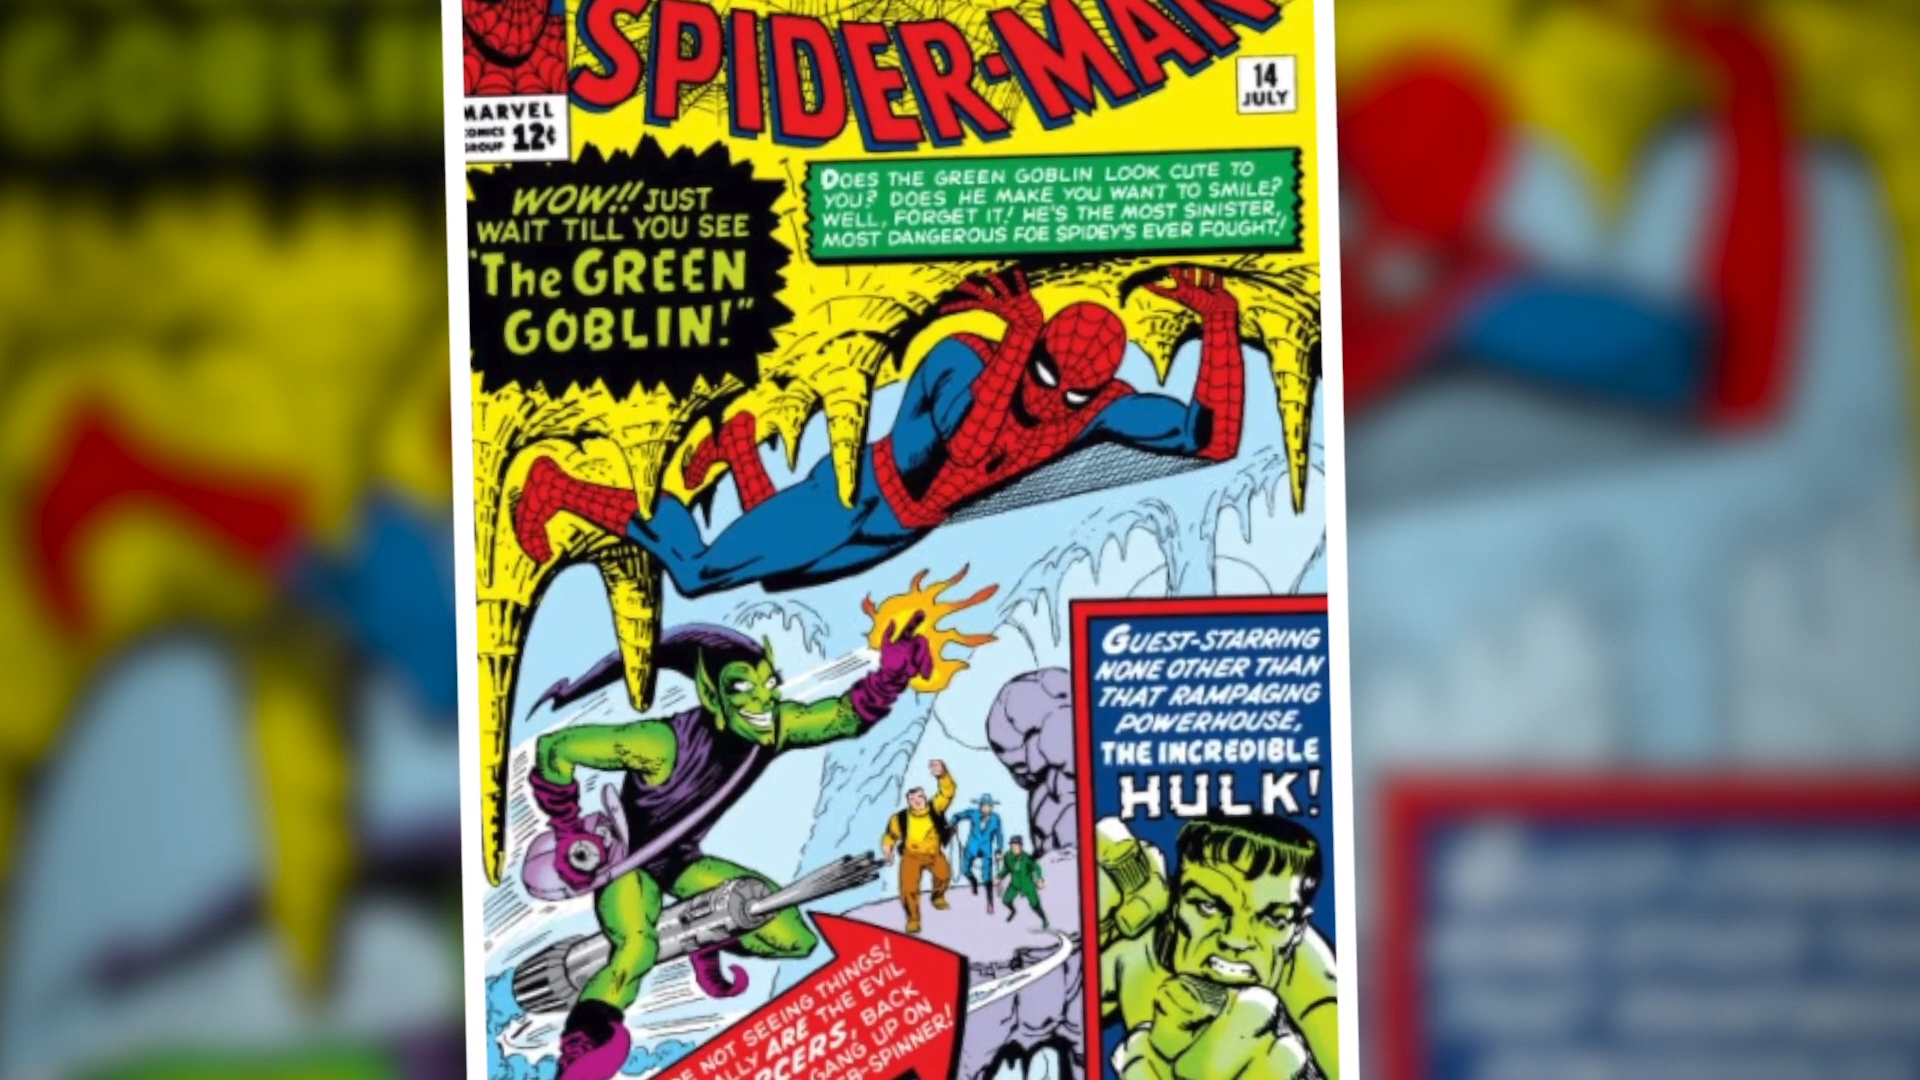 SPIDER-MAN
14
JULY
MARVEL
COMICS
GROUP 12¢
WOW!! JUST
WAIT TILL YOU SEE
"The GREEN
GOBLIN!"
DOES THE GREEN GOBLIN LOOK CUTE TO
YOU? DOES HE MAKE YOU WANT TO SMILE?
WELL, FORGET IT! HE'S THE MOST SINISTER,
MOST DANGEROUS FOE SPIDEY'S EVER FOUGHT!
GUEST-STARRING
NONE OTHER THAN
THAT RAMPAGING
POWERHOUSE,
THE INCREDIBLE
HULK!
NOT SEEING THINGS!
ARE THE EVIL
BACK
GANG UP ON
-SPINNER!